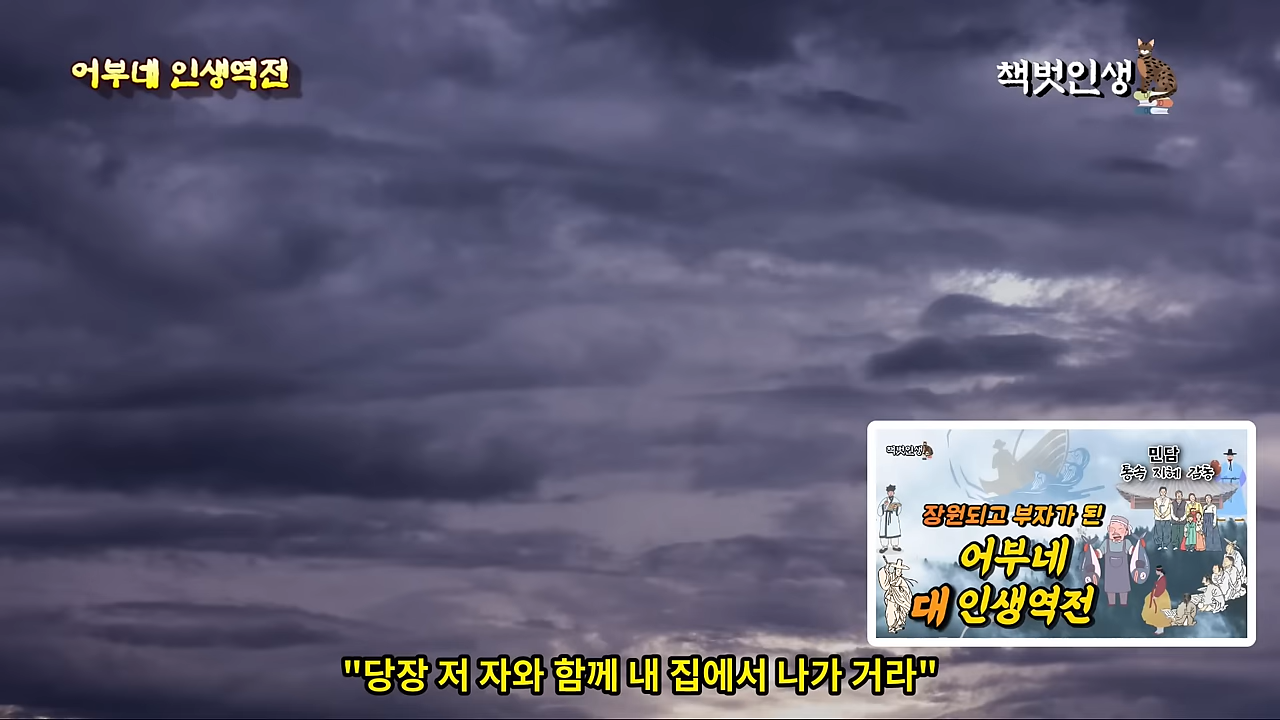 어부네 인생역전
책벗인생
책벗인생
민담
통속 지혜 감동
장원되고 부자가 된
어부네
대 인생역전
"당장 저 자와 함께 내 집에서 나가 거라"